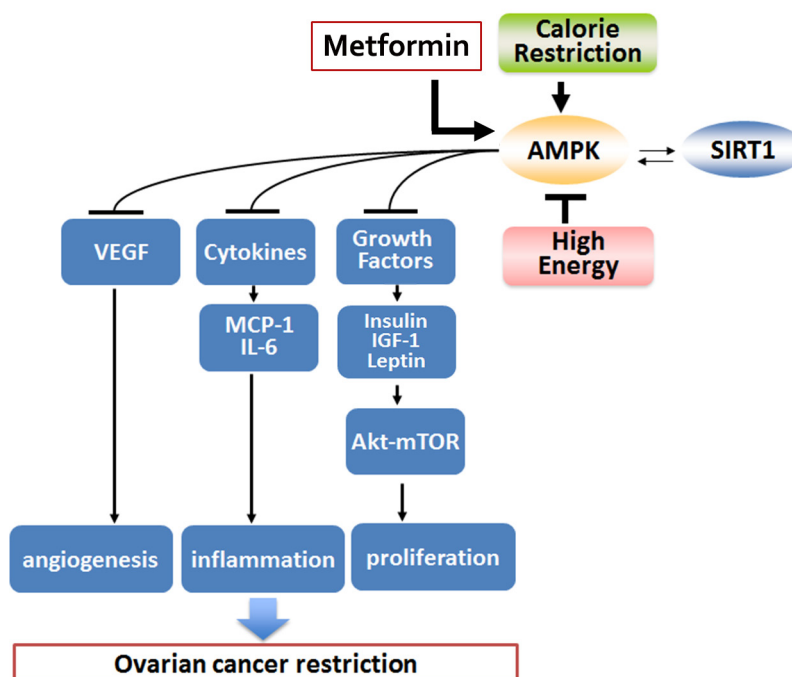 Metformin
Calorie
Restriction
AMPK
SIRT1
High
Energy
VEGF
Cytokines
Growth
Factors
MCP-1
IL-6
Insulin
IGF-1
Leptin
Akt-mTOR
angiogenesis
inflammation
proliferation
Ovarian cancer restriction